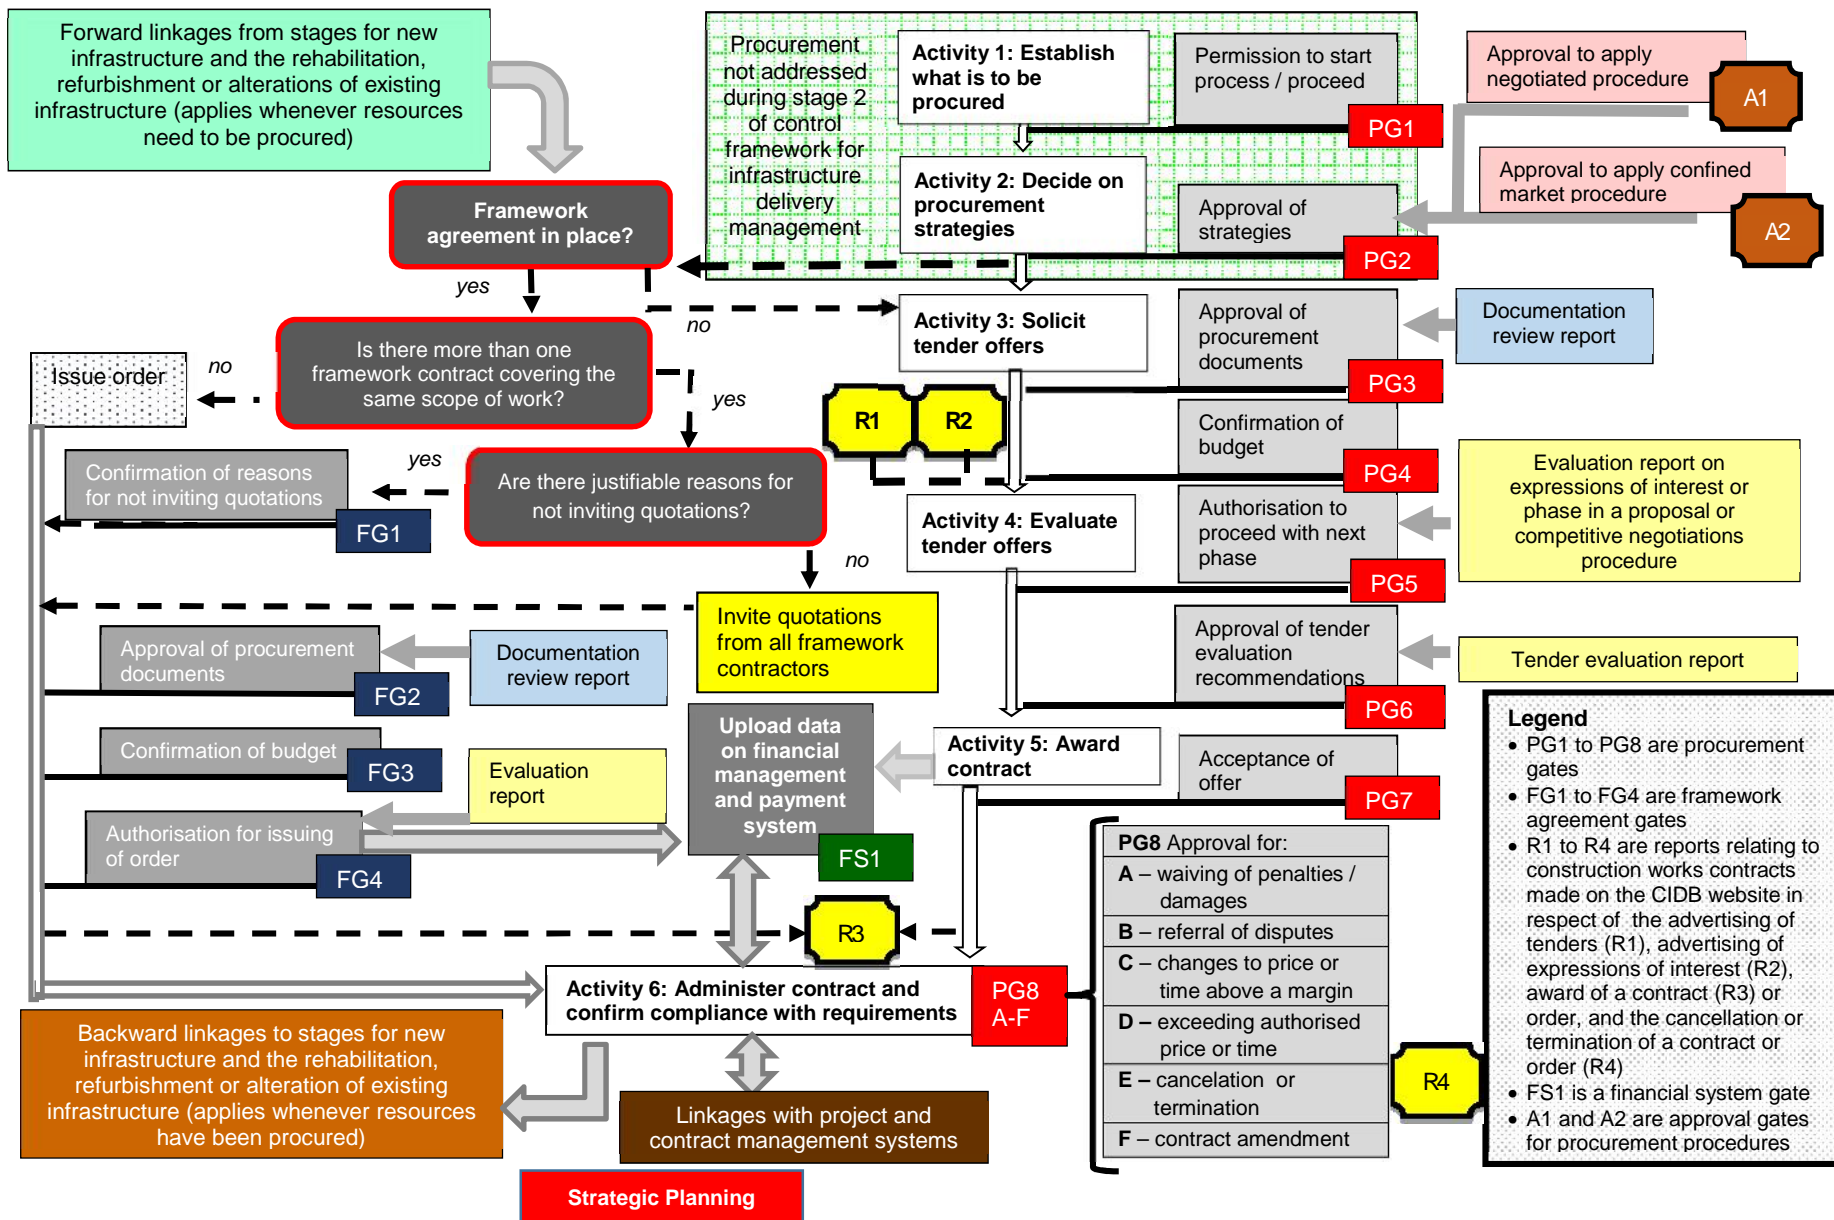 Forward linkages from stages for new
infrastructure and the rehabilitation,
refurbishment or alterations of existing
infrastructure (applies whenever resources
need to be procured)
Procurement
not addressed
during stage 2
of control
framework for
infrastructure
delivery
management
Activity 1: Establish
what is to be
procured
Permission to start
process / proceed
PG1
Approval to apply
negotiated procedure
A1
Activity 2: Decide on
procurement
strategies
Approval of
strategies
PG2
Approval to apply confined
market procedure
A2
Framework
agreement in place?
yes
no
Activity 3: Solicit
tender offers
Approval of
procurement
documents
PG3
Documentation
review report
Is there more than one
framework contract covering the
same scope of work?
no
Issue order
yes
R1
R2
Confirmation of
budget
PG4
Confirmation of reasons
for not inviting quotations
FG1
yes
Are there justifiable reasons for
not inviting quotations?
no
Activity 4: Evaluate
tender offers
Authorisation to
proceed with next
phase
PG5
Evaluation report on
expressions of interest or
phase in a proposal or
competitive negotiations
procedure
Invite quotations
from all framework
contractors
Approval of procurement
documents
FG2
Documentation
review report
Approval of tender
evaluation
recommendations
PG6
Tender evaluation report
Confirmation of budget
FG3
Evaluation
report
Upload data
on financial
management
and payment
system
FS1
Activity 5: Award
contract
Acceptance of
offer
PG7
Authorisation for issuing
of order
FG4
R3
Activity 6: Administer contract and
confirm compliance with requirements
PG8
A-F
PG8 Approval for:
A – waiving of penalties /
damages
B – referral of disputes
C – changes to price or
time above a margin
D – exceeding authorised
price or time
E – cancelation or
termination
F – contract amendment
R4
Backward linkages to stages for new
infrastructure and the rehabilitation,
refurbishment or alteration of existing
infrastructure (applies whenever resources
have been procured)
Linkages with project and
contract management systems
Strategic Planning
Legend
• PG1 to PG8 are procurement
gates
• FG1 to FG4 are framework
agreement gates
• R1 to R4 are reports relating to
construction works contracts
made on the CIDB website in
respect of the advertising of
tenders (R1), advertising of
expressions of interest (R2),
award of a contract (R3) or
order, and the cancellation or
termination of a contract or
order (R4)
• FS1 is a financial system gate
• A1 and A2 are approval gates
for procurement procedures